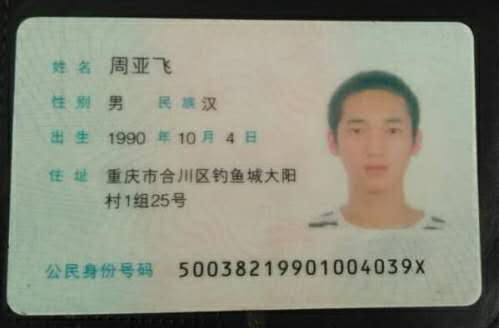 姓名 周亚飞
性别 男 民族 汉
出生 1990 年 10 月 4 日
住址 重庆市合川区钓鱼城大阳
村1组25号
公民身份号码 50038219901004039X